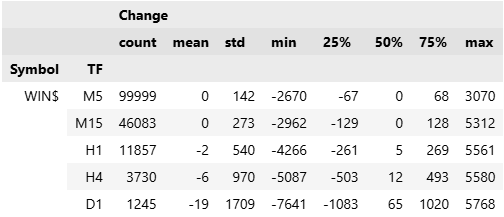 Change
count mean std min 25% 50% 75% max
Symbol TF
WIN$ M5 99999 0 142 -2670 -67 0 68 3070
M15 46083 0 273 -2962 -129 0 128 5312
H1 11857 -2 540 -4266 -261 5 269 5561
H4 3730 -6 970 -5087 -503 12 493 5580
D1 1245 -19 1709 -7641 -1083 65 1020 5768